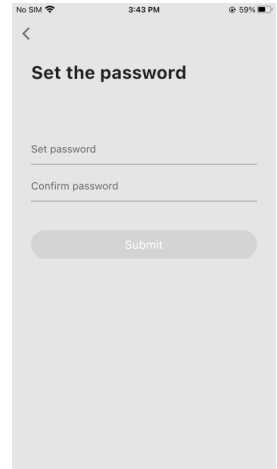 No SIM 3:43 PM 59%
Set the password
Set password
Confirm password
Submit